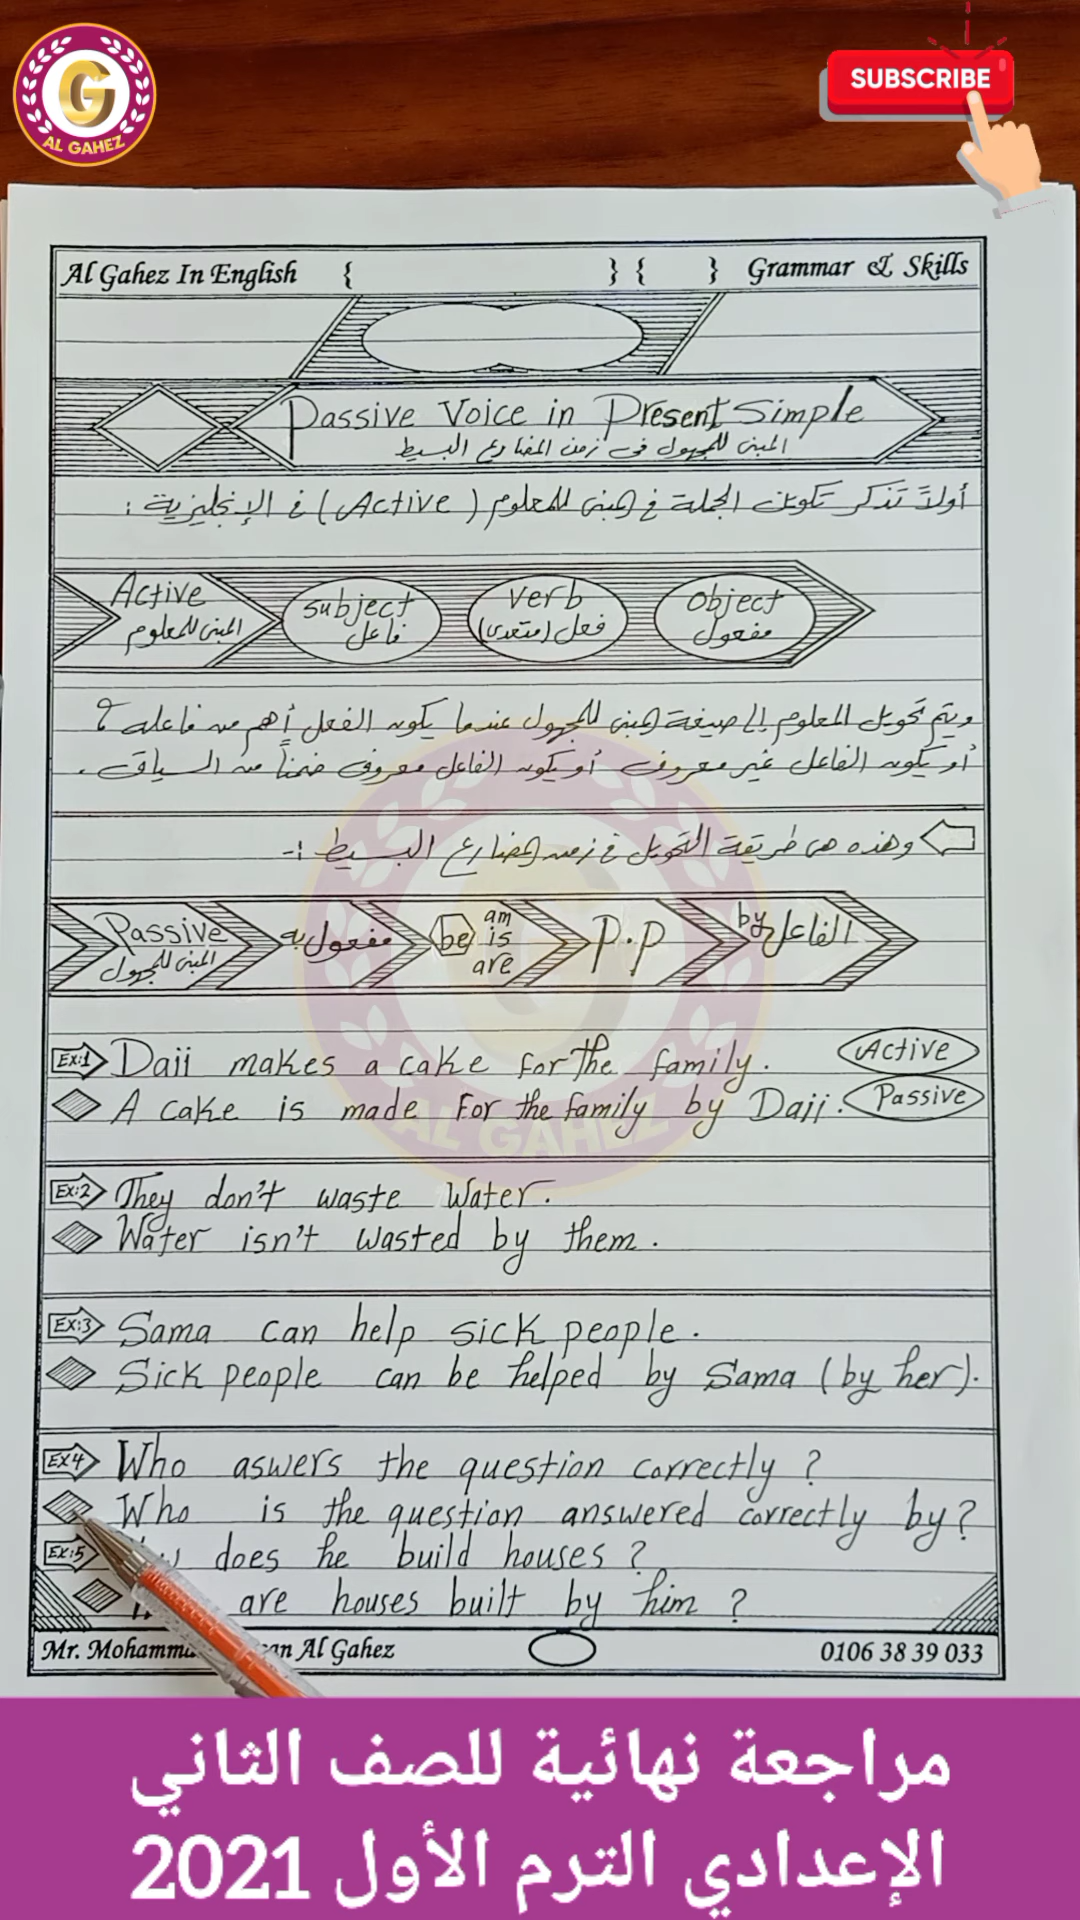 G
AL GAHEZ
SUBSCRIBE
Al Gahez In English { } { } Grammar & Skills
Passive Voice in Present Simple
المبنى للمجهول فى زمن المضارع البسيط
أولاً تذكر تكوين الجملة في المبنى للمعلوم (Active) في الإنجليزية :
Active
المبنى للمعلوم
subject
فاعل
verb
فعل (متعدى)
object
مفعول
ويتم تحويل المعلوم إلى صيغة المبنى للمجهول عندما يكون الفعل أهم من فاعله ،
أو يكون الفاعل غير معروف أو يكون الفاعل معروف ضمناً من السياق .
وهذه هى طريقة التحويل فى زمن المضارع البسيط :-
Passive
المبنى للمجهول
مفعول به
be
am
is
are
P.P
by الفاعل
Ex:1 Daii makes a cake for the family. Active
A cake is made For the family by Daii. Passive
Ex:2 They don't waste water.
Water isn't wasted by them.
Ex:3 Sama can help sick people.
Sick people can be helped by Sama (by her).
Ex4 Who aswers the question correctly ?
Who is the question answered correctly by?
Ex:5 does he build houses ?
are houses built by him ?
Mr. Al Gahez 0106 38 39 033
AL GAHEZ
مراجعة نهائية للصف الثاني
الإعدادي الترم الأول 2021